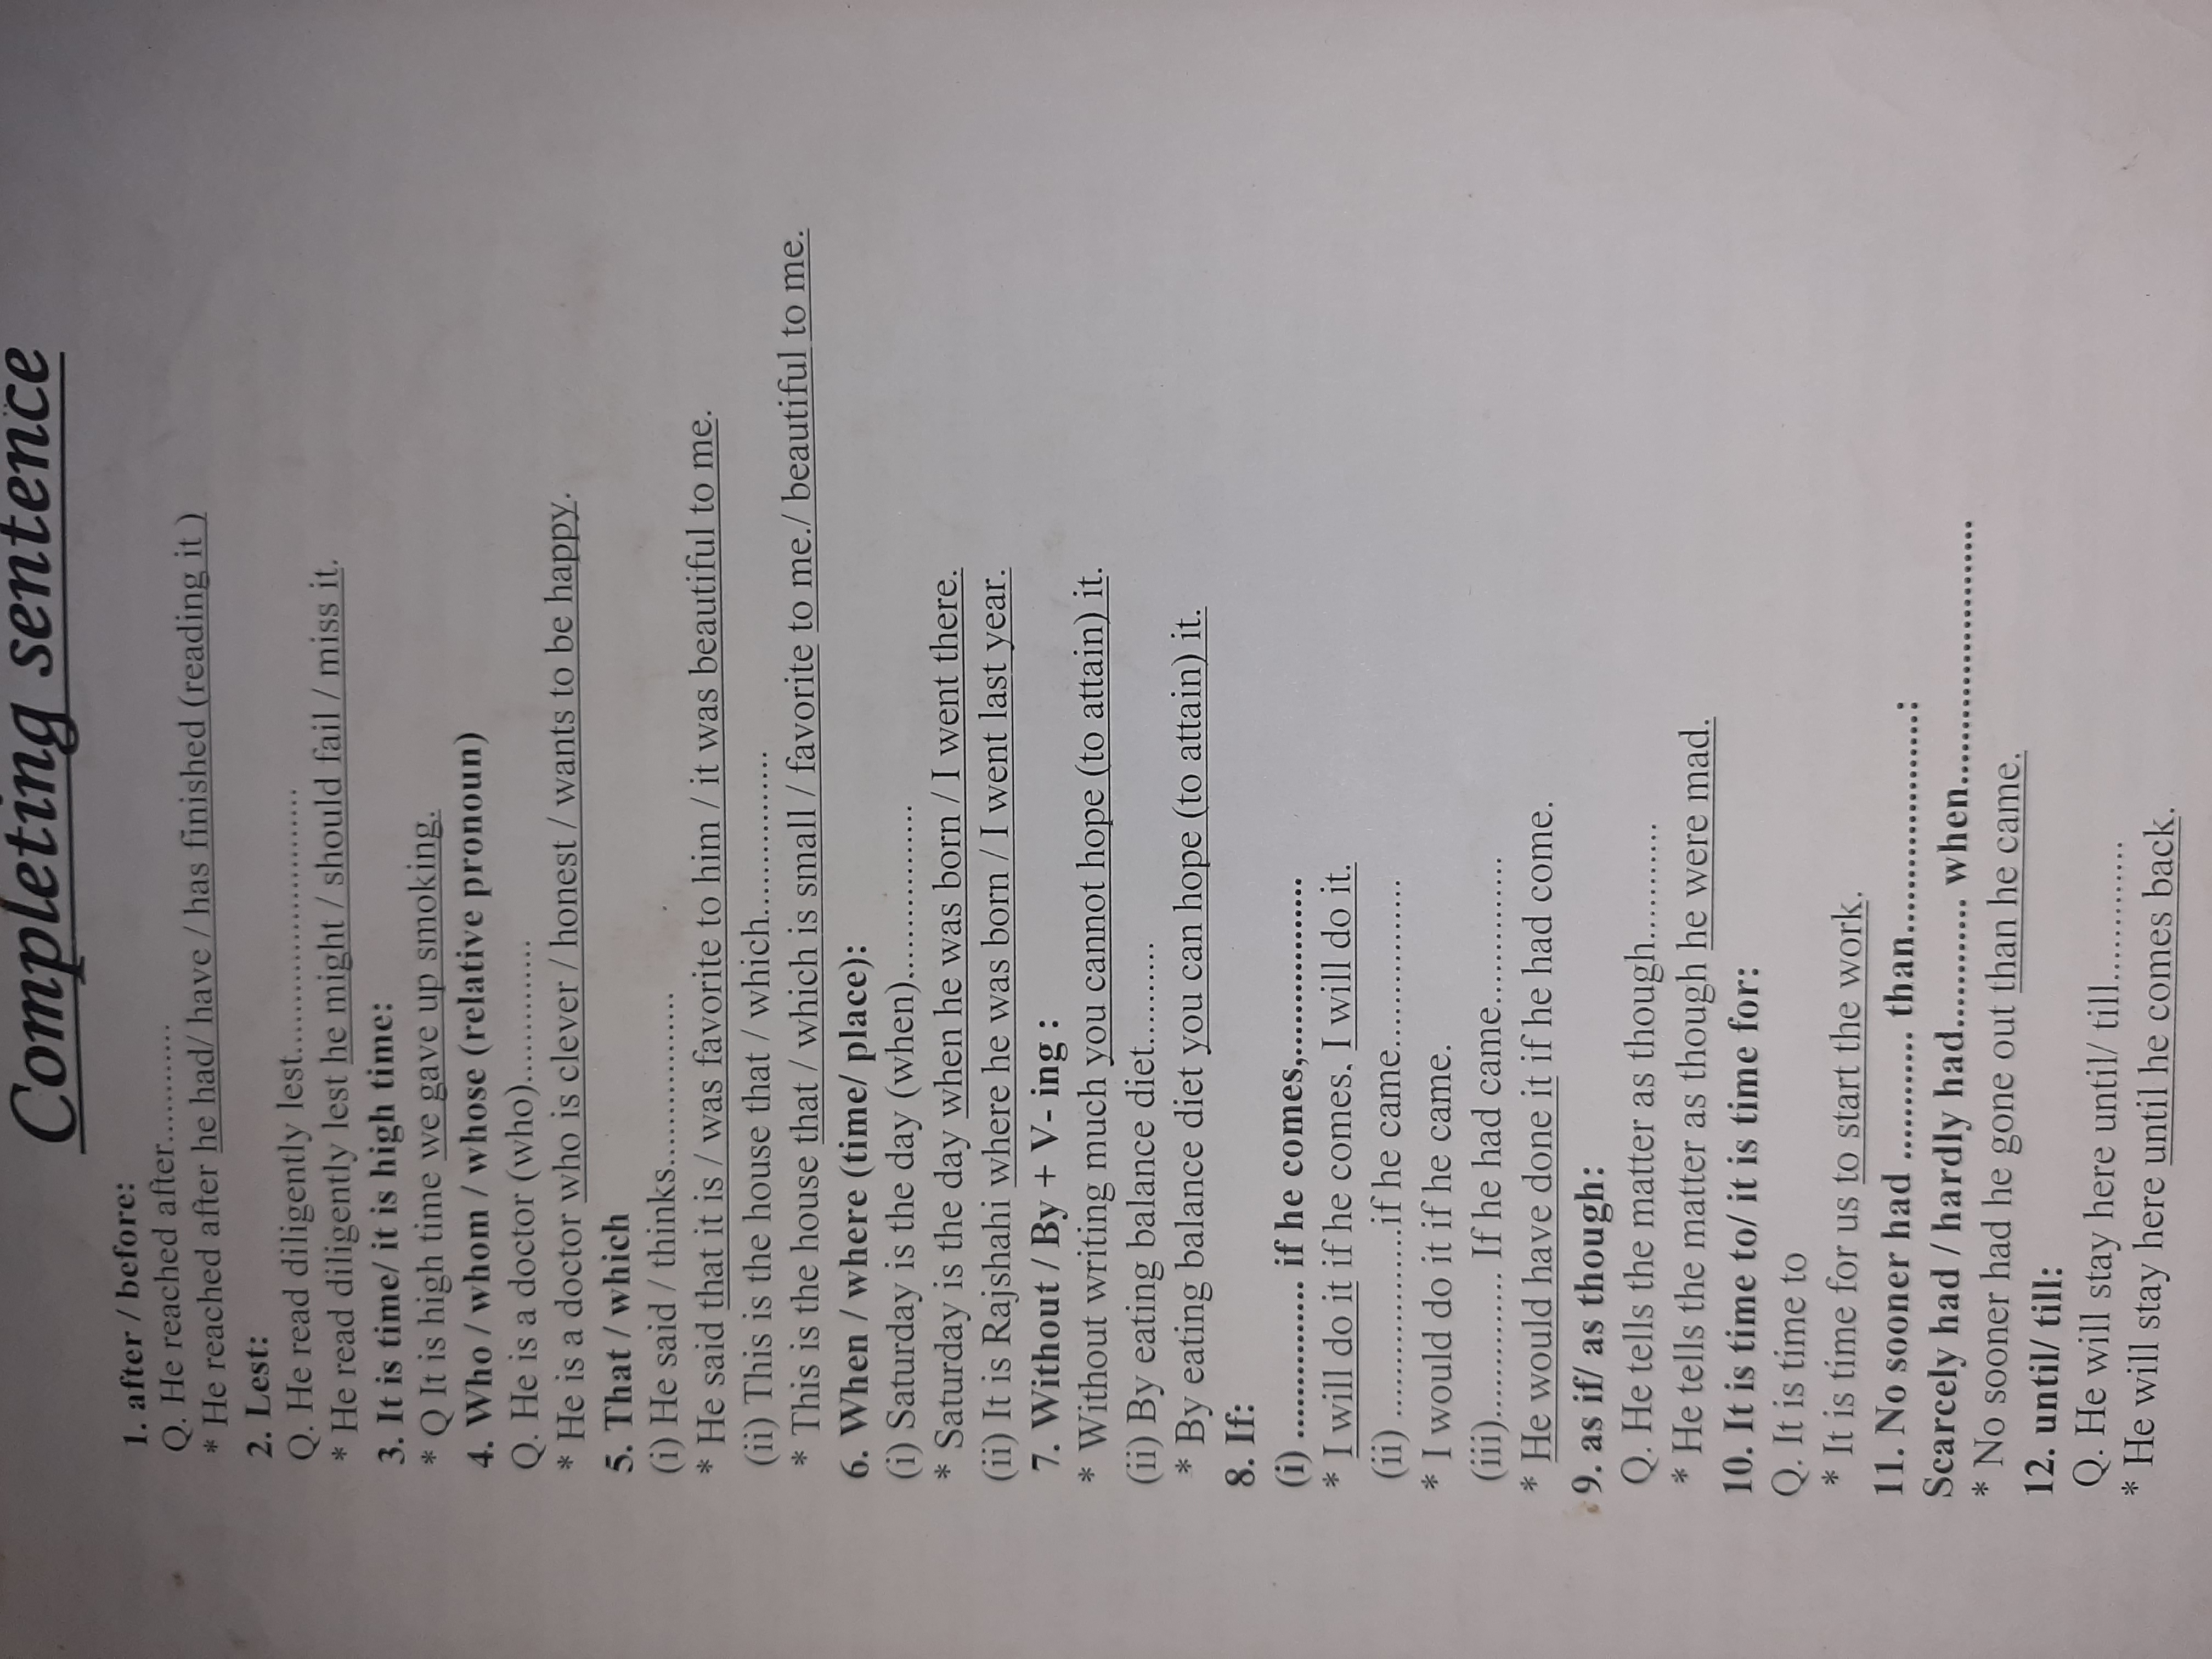 Completing sentence
1. after / before:
Q. He reached after............
* He reached after he had/ have / has finished (reading it )
2. Lest:
Q. He read diligently lest..........................
* He read diligently lest he might / should fail / miss it.
3. It is time/ it is high time:
* Q It is high time we gave up smoking.
4. Who / whom / whose (relative pronoun)
Q. He is a doctor (who)..............
* He is a doctor who is clever / honest / wants to be happy.
5. That / which
(i) He said / thinks.................
* He said that it is / was favorite to him / it was beautiful to me.
(ii) This is the house that / which................
* This is the house that / which is small / favorite to me./ beautiful to me.
6. When / where (time/ place):
(i) Saturday is the day (when).................
* Saturday is the day when he was born / I went there.
(ii) It is Rajshahi where he was born / I went last year.
7. Without / By + V- ing :
* Without writing much you cannot hope (to attain) it.
(ii) By eating balance diet..........
* By eating balance diet you can hope (to attain) it.
8. If:
(i) ............... if he comes,.................
* I will do it if he comes. I will do it.
(ii) ..................if he came................
* I would do it if he came.
(iii).............. If he had came..............
* He would have done it if he had come.
9. as if/ as though:
Q. He tells the matter as though...........
* He tells the matter as though he were mad.
10. It is time to/ it is time for:
Q. It is time to
* It is time for us to start the work.
11. No sooner had ............ than.....................:
Scarcely had / hardly had............ when.........................
* No sooner had he gone out than he came.
12. until/ till:
Q. He will stay here until/ till..............
* He will stay here until he comes back.